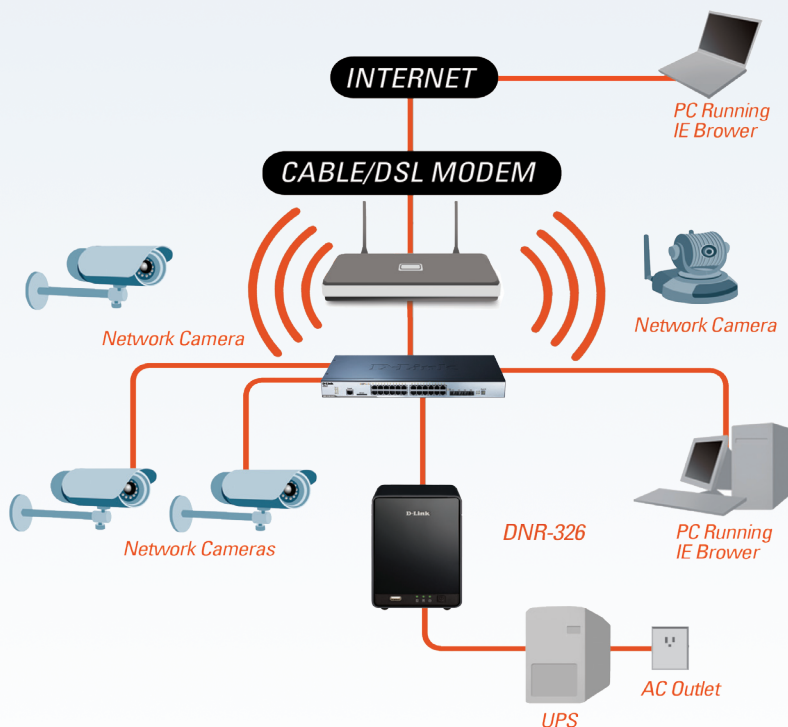 INTERNET
PC Running
IE Brower
CABLE/DSL MODEM
Network Camera
Network Camera
D-Link
Network Cameras
D-Link
DNR-326
PC Running
IE Brower
AC Outlet
UPS